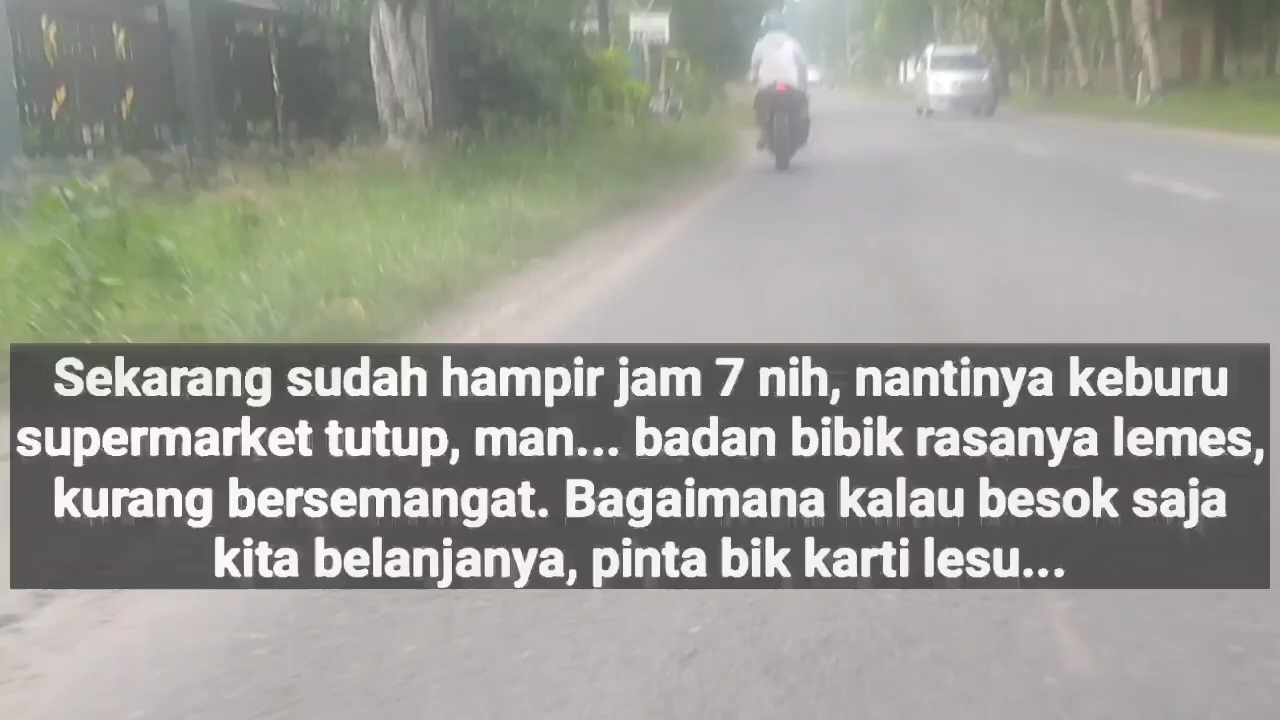 Sekarang sudah hampir jam 7 nih, nantinya keburu
supermarket tutup, man... badan bibik rasanya lemes,
kurang bersemangat. Bagaimana kalau besok saja
kita belanjanya, pinta bik karti lesu...